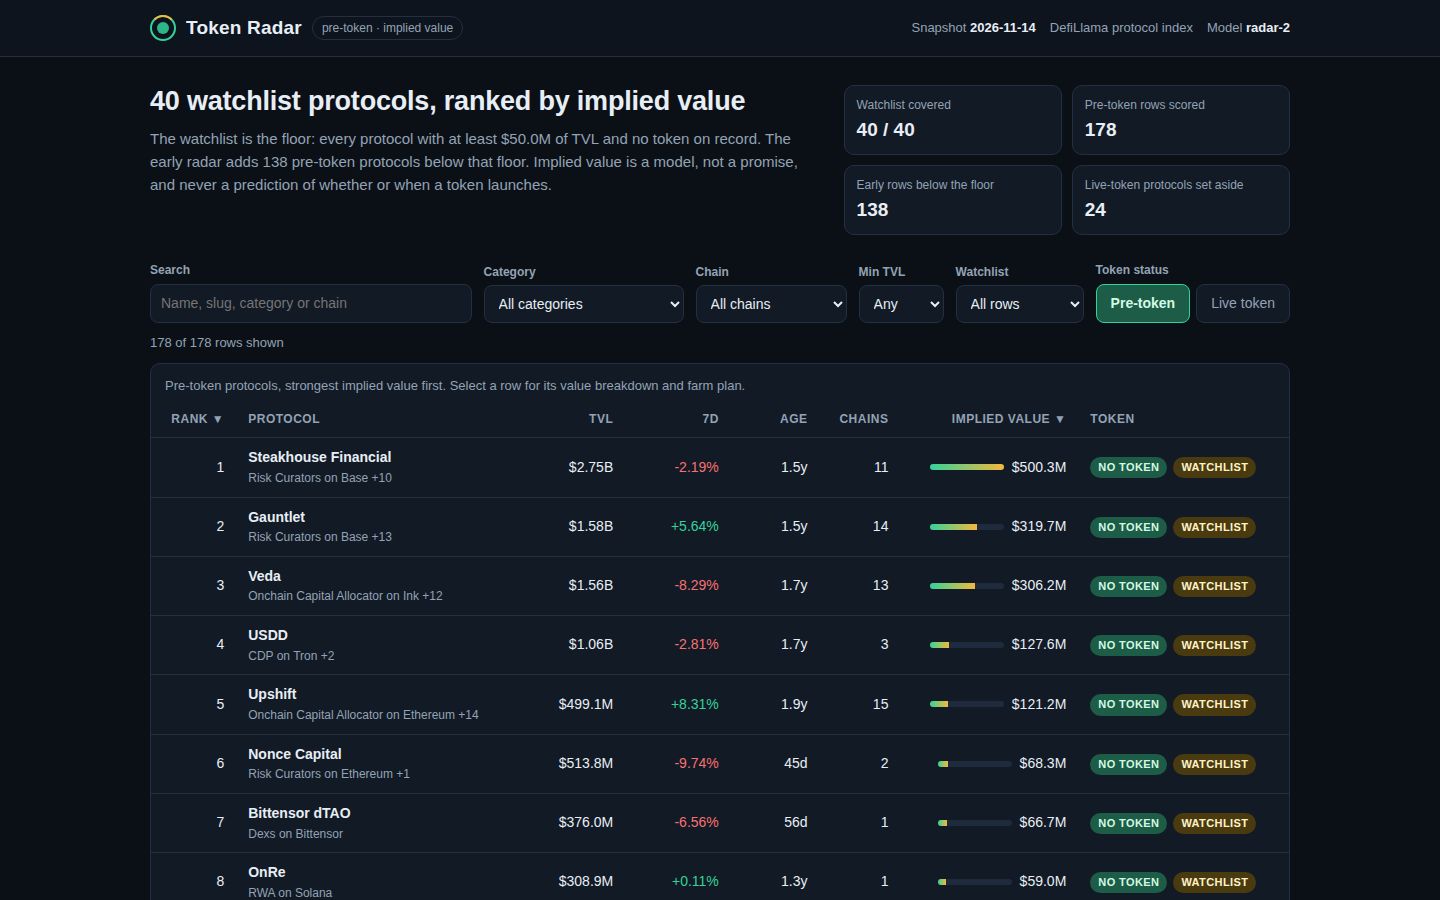 Token Radar pre-token · implied value Snapshot 2026-11-14 DefiLlama protocol index Model radar-2
40 watchlist protocols, ranked by implied value
The watchlist is the floor: every protocol with at least $50.0M of TVL and no token on record. The
early radar adds 138 pre-token protocols below that floor. Implied value is a model, not a promise,
and never a prediction of whether or when a token launches.
Watchlist covered
40 / 40
Pre-token rows scored
178
Early rows below the floor
138
Live-token protocols set aside
24
Search
Name, slug, category or chain
Category
All categories
Chain
All chains
Min TVL
Any
Watchlist
All rows
Token status
Pre-token Live token
178 of 178 rows shown
Pre-token protocols, strongest implied value first. Select a row for its value breakdown and farm plan.
RANK ▼ PROTOCOL TVL 7D AGE CHAINS IMPLIED VALUE ▼ TOKEN
1 Steakhouse Financial $2.75B -2.19% 1.5y 11 $500.3M NO TOKEN WATCHLIST
Risk Curators on Base +10
2 Gauntlet $1.58B +5.64% 1.5y 14 $319.7M NO TOKEN WATCHLIST
Risk Curators on Base +13
3 Veda $1.56B -8.29% 1.7y 13 $306.2M NO TOKEN WATCHLIST
Onchain Capital Allocator on Ink +12
4 USDD $1.06B -2.81% 1.7y 3 $127.6M NO TOKEN WATCHLIST
CDP on Tron +2
5 Upshift $499.1M +8.31% 1.9y 15 $121.2M NO TOKEN WATCHLIST
Onchain Capital Allocator on Ethereum +14
6 Nonce Capital $513.8M -9.74% 45d 2 $68.3M NO TOKEN WATCHLIST
Risk Curators on Ethereum +1
7 Bittensor dTAO $376.0M -6.56% 56d 1 $66.7M NO TOKEN WATCHLIST
Dexs on Bittensor
8 OnRe $308.9M +0.11% 1.3y 1 $59.0M NO TOKEN WATCHLIST
RWA on Solana